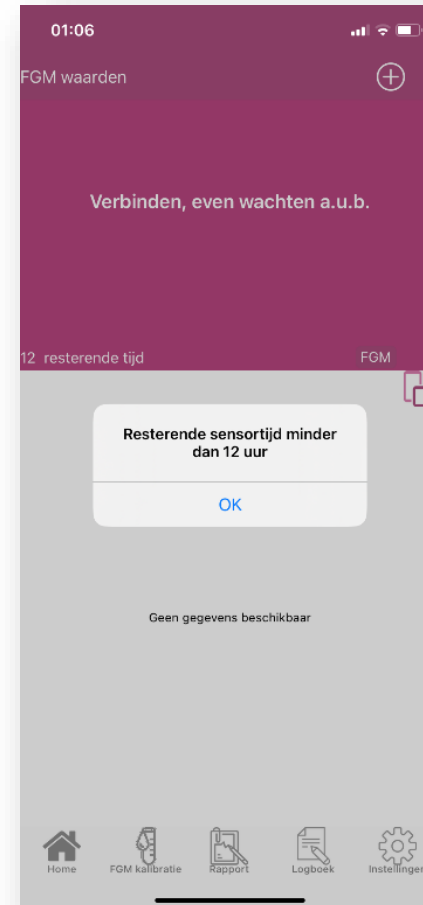 01:06
FGM waarden
Verbinden, even wachten a.u.b.
12 resterende tijd FGM
Resterende sensortijd minder
dan 12 uur
OK
Geen gegevens beschikbaar
Home FGM kalibratie Rapport Logboek Instellingen